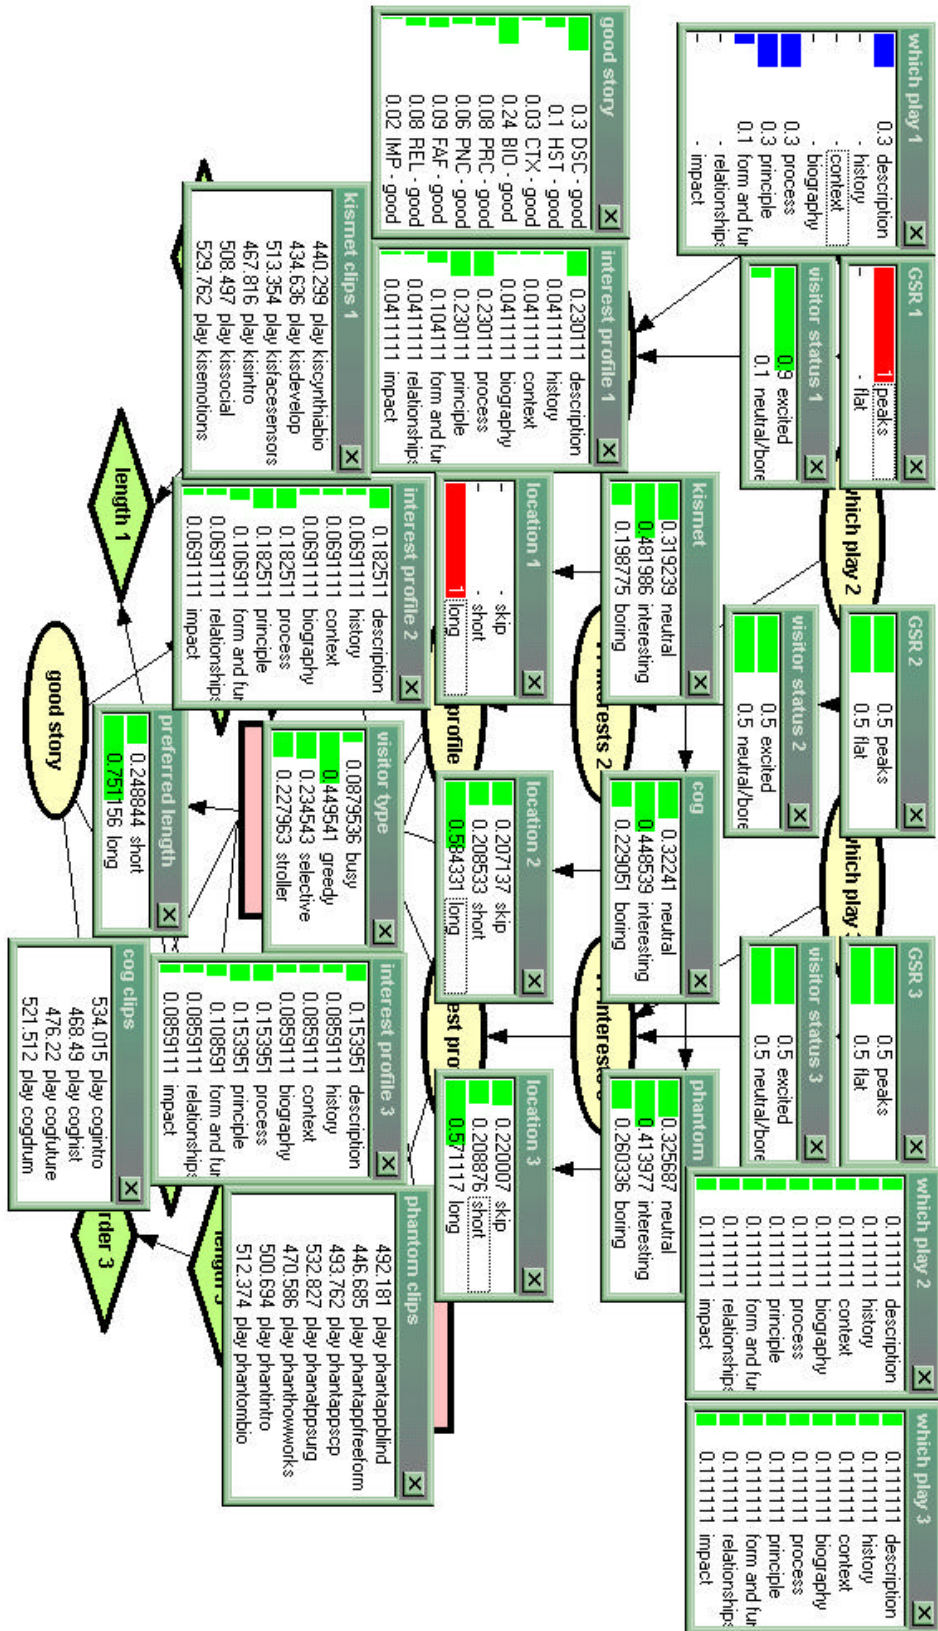 which play 1
0.3 description
- history
- context
- biography
0.3 process
0.3 principle
0.1 form and fur
- relationships
- impact
GSR 1
1 peaks
- flat
visitor status 1
0.9 excited
0.1 neutral/bore
which play 2
GSR 2
0.5 peaks
0.5 flat
visitor status 2
0.5 excited
0.5 neutral/bore
which play
GSR 3
0.5 peaks
0.5 flat
visitor status 3
0.5 excited
0.5 neutral/bore
which play 2
0.111111 description
0.111111 history
0.111111 context
0.111111 biography
0.111111 process
0.111111 principle
0.111111 form and fur
0.111111 relationships
0.111111 impact
which play 3
0.111111 description
0.111111 history
0.111111 context
0.111111 biography
0.111111 process
0.111111 principle
0.111111 form and fur
0.111111 relationships
0.111111 impact
good story
0.3 DSC - good
0.1 HST - good
0.03 CTX - good
0.24 BIO - good
0.08 PRC - good
0.06 PNC - good
0.09 FAF - good
0.08 REL - good
0.02 IMP - good
interest profile 1
0.230111 description
0.0411111 history
0.0411111 context
0.0411111 biography
0.230111 process
0.230111 principle
0.104111 form and fur
0.0411111 relationships
0.0411111 impact
kismet
0.319239 neutral
0.481986 interesting
0.198775 boring
interests 2
cog
0.32241 neutral
0.448539 interesting
0.229051 boring
interests
phantom
0.325687 neutral
0.413977 interesting
0.260336 boring
location 1
- skip
- short
1 long
profile
location 2
0.207137 skip
0.208533 short
0.584331 long
est pro
location 3
0.220007 skip
0.208876 short
0.571117 long
kismet clips 1
440.299 play kiscynthiabio
434.636 play kisdevelop
513.354 play kisfacesensors
467.816 play kisintro
508.497 play kissocial
529.762 play kisemotions
interest profile 2
0.182511 description
0.0691111 history
0.0691111 context
0.0691111 biography
0.182511 process
0.182511 principle
0.106911 form and fur
0.0691111 relationships
0.0691111 impact
visitor type
0.0879536 busy
0.449541 greedy
0.234543 selective
0.227963 stroller
interest profile 3
0.153951 description
0.0859111 history
0.0859111 context
0.0859111 biography
0.153951 process
0.153951 principle
0.108591 form and fur
0.0859111 relationships
0.0859111 impact
phantom clips
492.181 play phantappblind
446.685 play phantappfreeform
493.762 play phantappscp
532.827 play phanatppsurg
470.586 play phanthowworks
500.694 play phantintro
512.374 play phantombio
length 1
good story
preferred length
0.248844 short
0.751156 long
cog clips
534.015 play cogintro
468.49 play coghist
476.22 play cogfuture
521.512 play cogdrum
rder 3